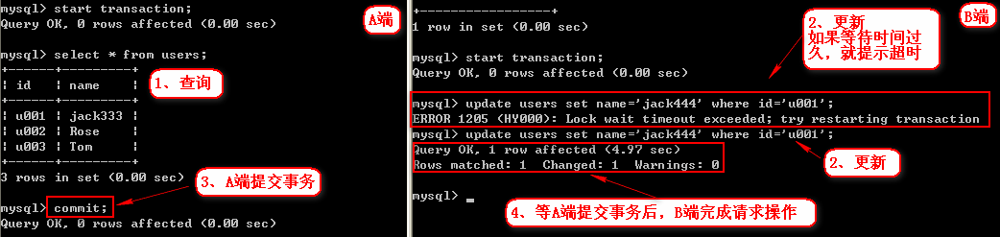 mysql> start transaction;
Query OK, 0 rows affected (0.00 sec)
A端
mysql> select * from users;
1、查询
id name
u001 jack333
u002 Rose
u003 Tom
3 rows in set (0.00 sec)
3、A端提交事务
mysql> commit;
Query OK, 0 rows affected (0.00 sec)
B端
1 row in set (0.00 sec)
2、更新
如果等待时间过
久，就提示超时
mysql> start transaction;
Query OK, 0 rows affected (0.00 sec)
mysql> update users set name='jack444' where id='u001';
ERROR 1205 (HY000): Lock wait timeout exceeded; try restarting transaction
mysql> update users set name='jack444' where id='u001';
Query OK, 1 row affected (4.97 sec)
Rows matched: 1 Changed: 1 Warnings: 0
2、更新
mysql> _
4、等A端提交事务后，B端完成请求操作